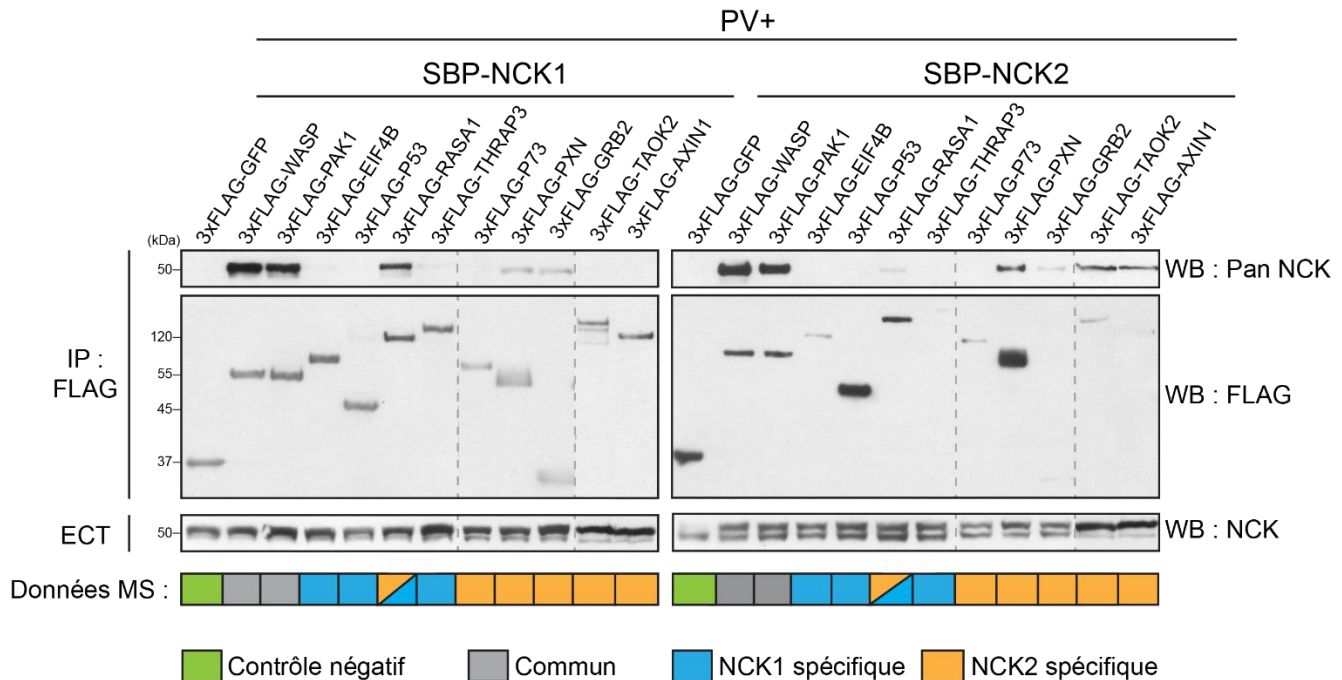 PV+
SBP-NCK1 SBP-NCK2
3xFLAG-GFP 3xFLAG-WASP 3xFLAG-PAK1 3xFLAG-EIF4B 3xFLAG-P53 3xFLAG-RASA1 3xFLAG-THRAP3 3xFLAG-P73 3xFLAG-PXN 3xFLAG-GRB2 3xFLAG-TAOK2 3xFLAG-AXIN1 3xFLAG-GFP 3xFLAG-WASP 3xFLAG-PAK1 3xFLAG-EIF4B 3xFLAG-P53 3xFLAG-RASA1 3xFLAG-THRAP3 3xFLAG-P73 3xFLAG-PXN 3xFLAG-GRB2 3xFLAG-TAOK2 3xFLAG-AXIN1
(kDa)
50 WB : Pan NCK
120
IP :
55
FLAG
WB : FLAG
45
37
ECT 50 WB : NCK
Données MS :
Contrôle négatif Commun NCK1 spécifique NCK2 spécifique